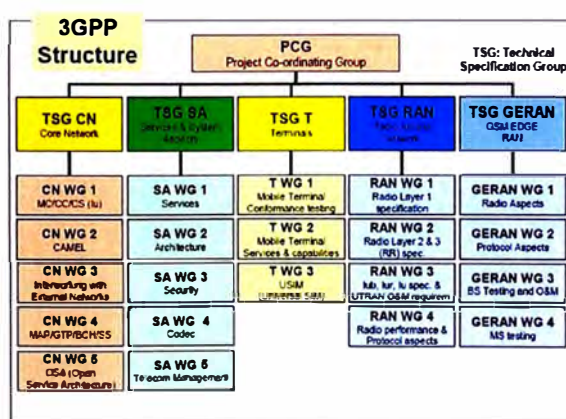 3GPP
Structure
PCG
Project Co-ordinating Group
TSG: Technical
Specification Group
TSG CN
Core Network
TSG SA
Services & System
TSG T
Terminals
TSG RAN
TSG GERAN
GSM EDGE
RAN
CN WG 1
MC/CC/CS (Iu)
SA WG 1
Services
T WG 1
Mobile Terminal
Conformance testing
RAN WG 1
Radio Layer 1
specification
GERAN WG 1
Radio Aspects
CN WG 2
CAMEL
SA WG 2
Architecture
T WG 2
Mobile Terminal
Services & capabilities
RAN WG 2
Radio Layer 2 & 3
(RR) spec.
GERAN WG 2
Protocol Aspects
CN WG 3
Interworking with
External Networks
SA WG 3
Security
T WG 3
USIM
(Universal SIM)
RAN WG 3
Iub, Iur, Iu spec. &
UTRAN O&M requirem
GERAN WG 3
BS Testing and O&M
CN WG 4
MAP/GTP/BCH/SS
SA WG 4
Codec
RAN WG 4
Radio performance &
Protocol aspects
GERAN WG 4
MS testing
CN WG 5
OSA (Open
Service Architecture)
SA WG 5
Telecom Management